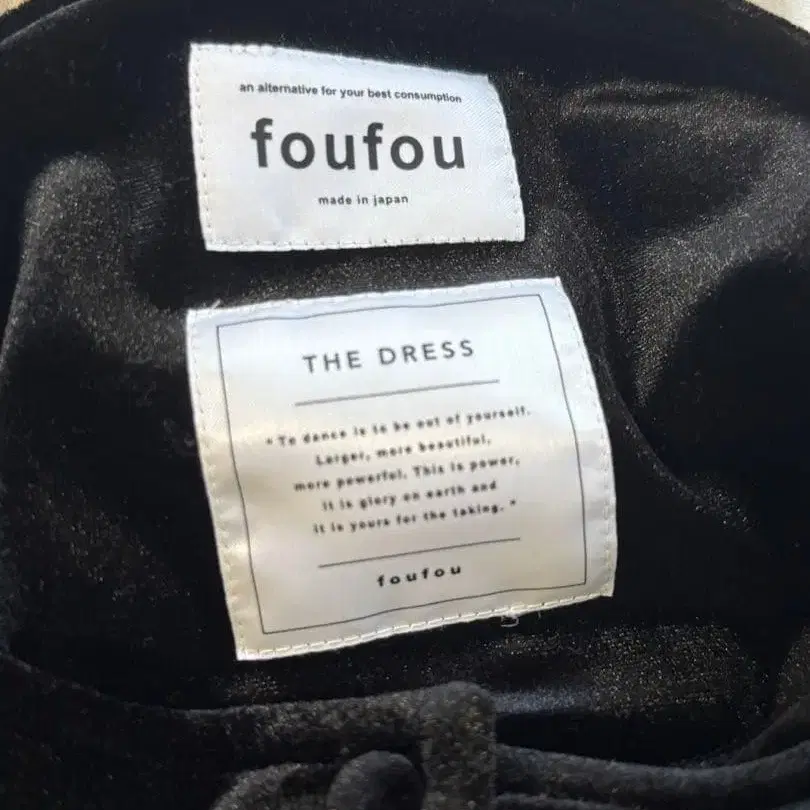 an alternative for your best consumption
foufou
made in japan
THE DRESS
"To dance is to be out of yourself.
Larger, more beautiful,
more powerful. This is power,
it is glory on earth and
it is yours for the taking."
foufou